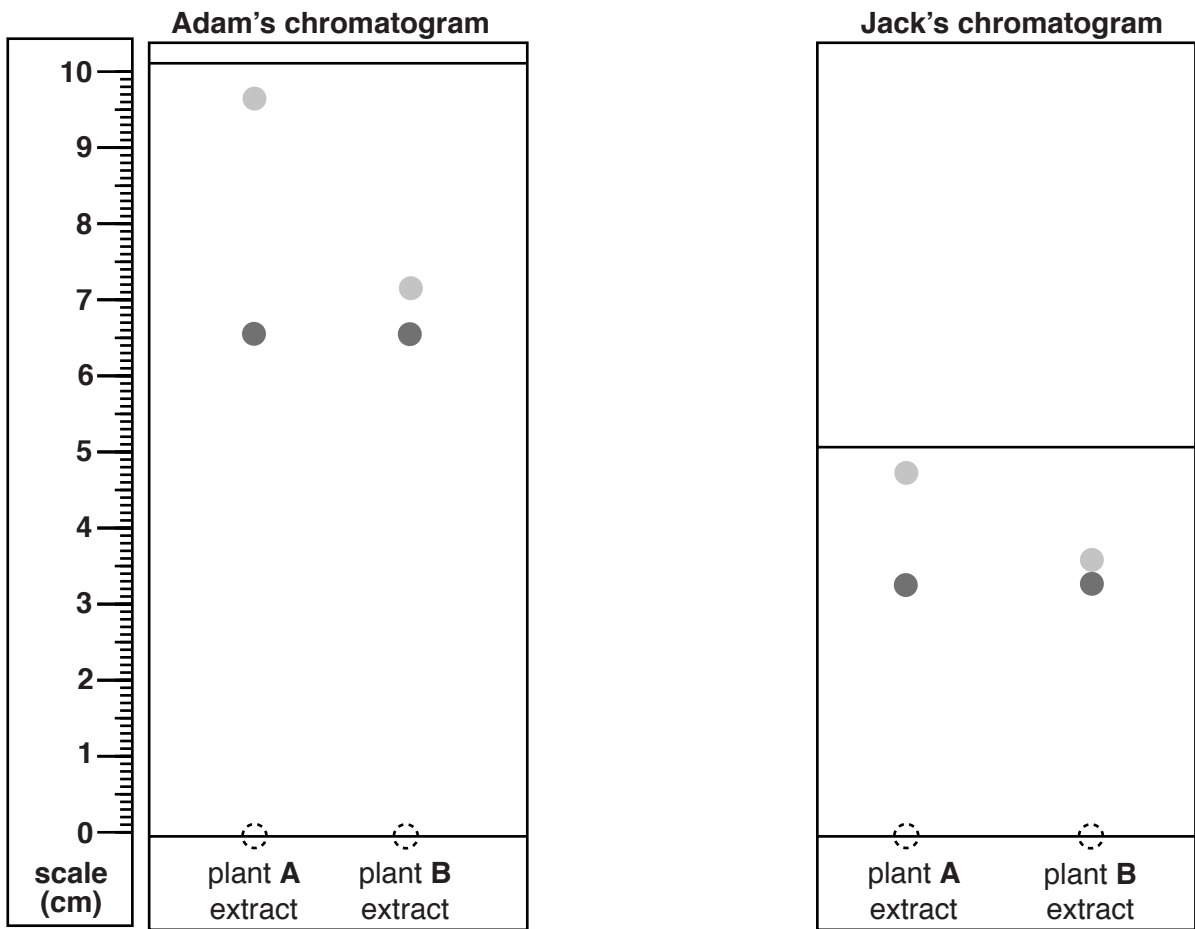 Adam’s chromatogram
Jack’s chromatogram
10
9
8
7
6
5
4
3
2
1
0
scale
(cm)
plant A
extract
plant B
extract
plant A
extract
plant B
extract